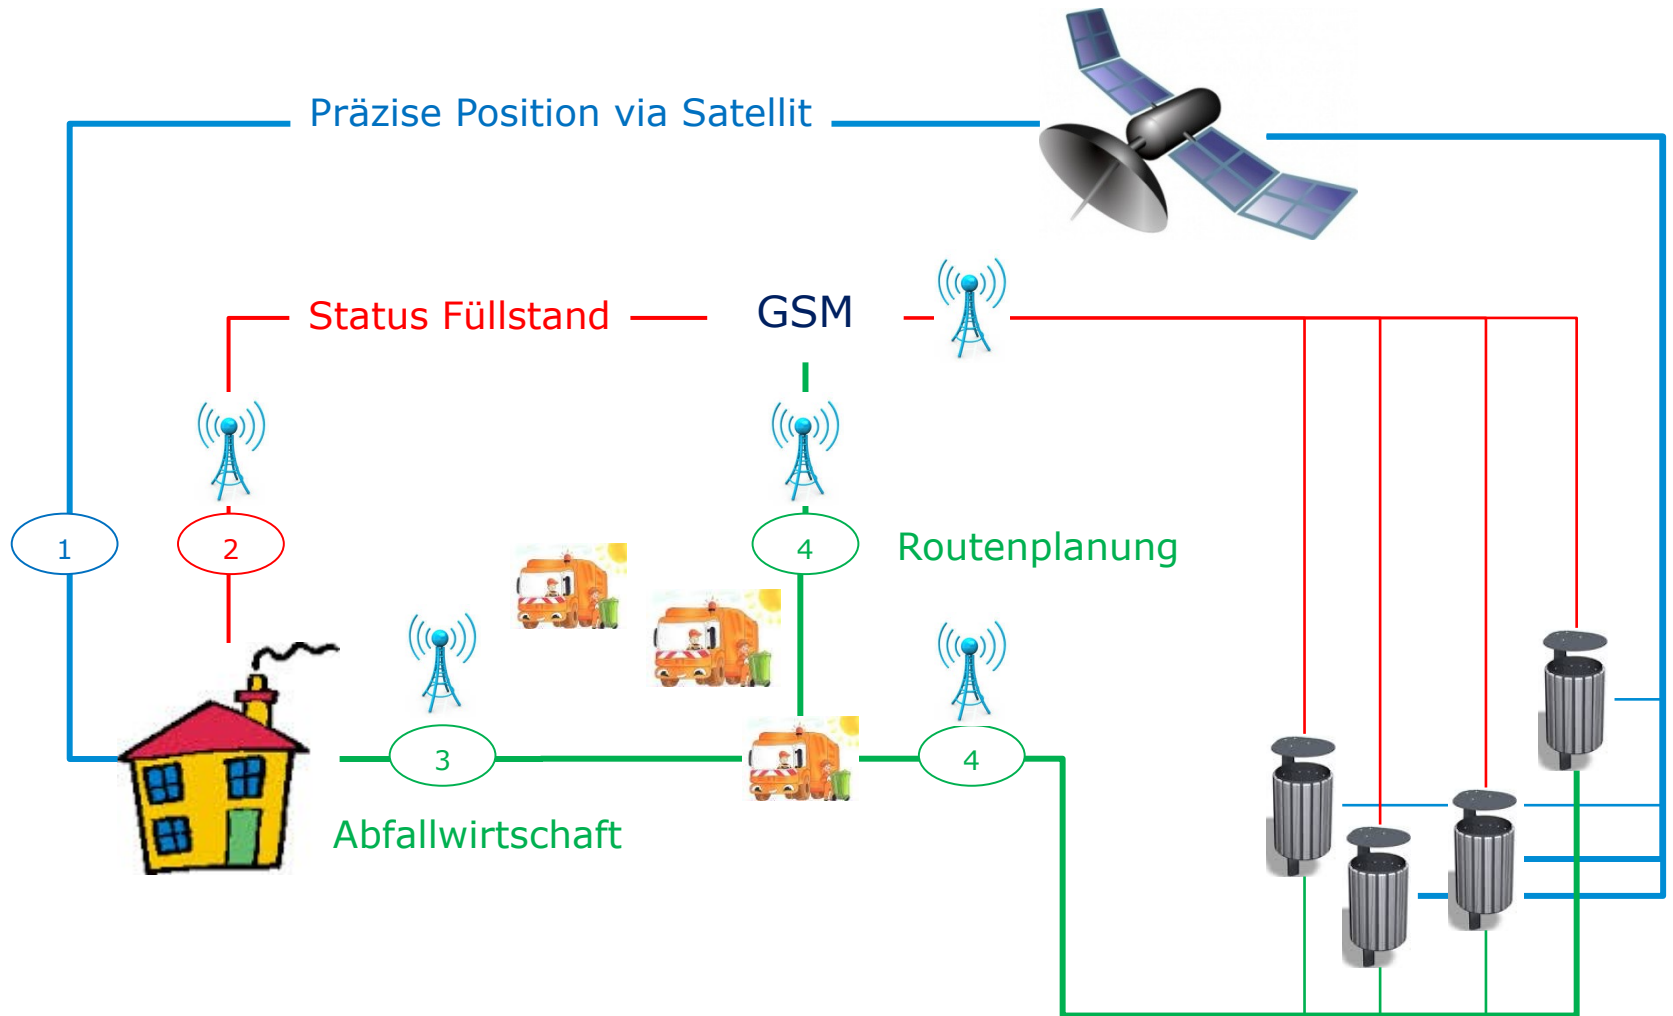 Präzise Position via Satellit
Status Füllstand
GSM
1
2
4
Routenplanung
3
4
Abfallwirtschaft